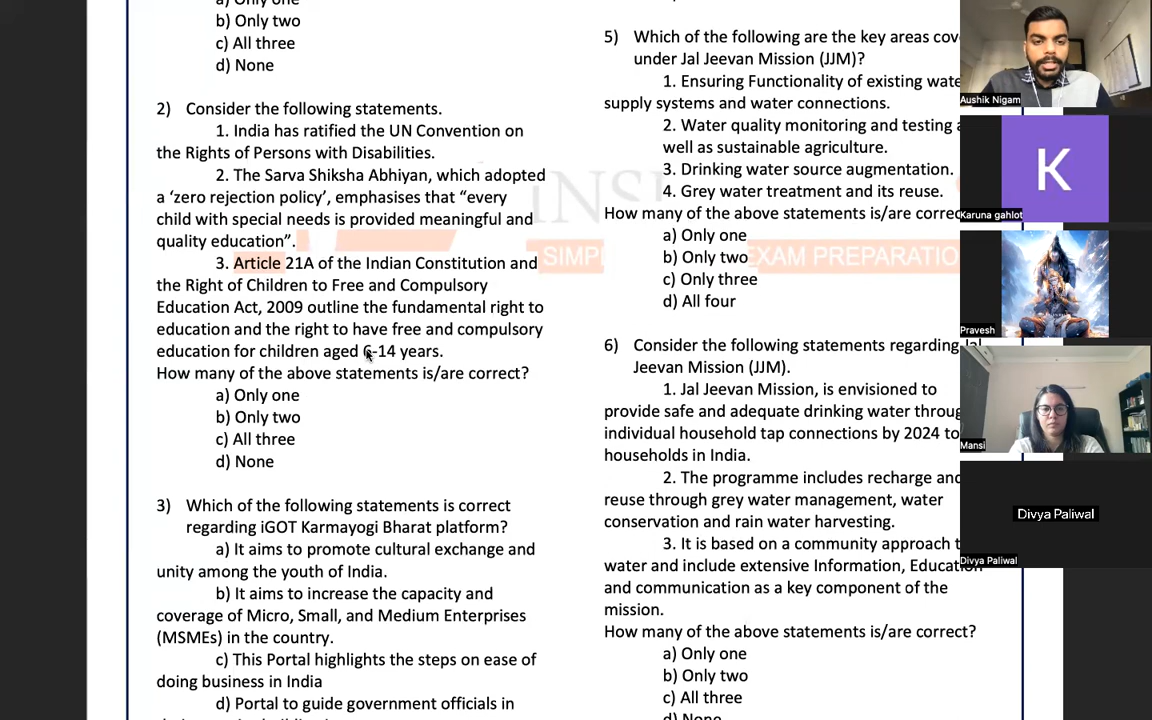 a) Only one
b) Only two
c) All three
d) None
2) Consider the following statements.
1. India has ratified the UN Convention on
the Rights of Persons with Disabilities.
2. The Sarva Shiksha Abhiyan, which adopted
a ‘zero rejection policy’, emphasises that “every
child with special needs is provided meaningful and
quality education”.
3. Article 21A of the Indian Constitution and
the Right of Children to Free and Compulsory
Education Act, 2009 outline the fundamental right to
education and the right to have free and compulsory
education for children aged 6-14 years.
How many of the above statements is/are correct?
a) Only one
b) Only two
c) All three
d) None
3) Which of the following statements is correct
regarding iGOT Karmayogi Bharat platform?
a) It aims to promote cultural exchange and
unity among the youth of India.
b) It aims to increase the capacity and
coverage of Micro, Small, and Medium Enterprises
(MSMEs) in the country.
c) This Portal highlights the steps on ease of
doing business in India
d) Portal to guide government officials in
5) Which of the following are the key areas
under Jal Jeevan Mission (JJM)?
1. Ensuring Functionality of existing
supply systems and water connections.
2. Water quality monitoring and testing
well as sustainable agriculture.
3. Drinking water source augmentation.
4. Grey water treatment and its reuse.
How many of the above statements is/are
a) Only one
b) Only two
c) Only three
d) All four
6) Consider the following statements regarding
Jeevan Mission (JJM).
1. Jal Jeevan Mission, is envisioned to
provide safe and adequate drinking water
individual household tap connections by 2024 to
households in India.
2. The programme includes recharge and
reuse through grey water management, water
conservation and rain water harvesting.
3. It is based on a community approach
water and include extensive Information, Education
and communication as a key component of the
mission.
How many of the above statements is/are correct?
a) Only one
b) Only two
c) All three
d) None
INSI
SIMP
EXAM PREPARATIO
Aushik Nigam
K
Karuna gahlot
Pravesh
Mansi
Divya Paliwal
Divya Paliwal